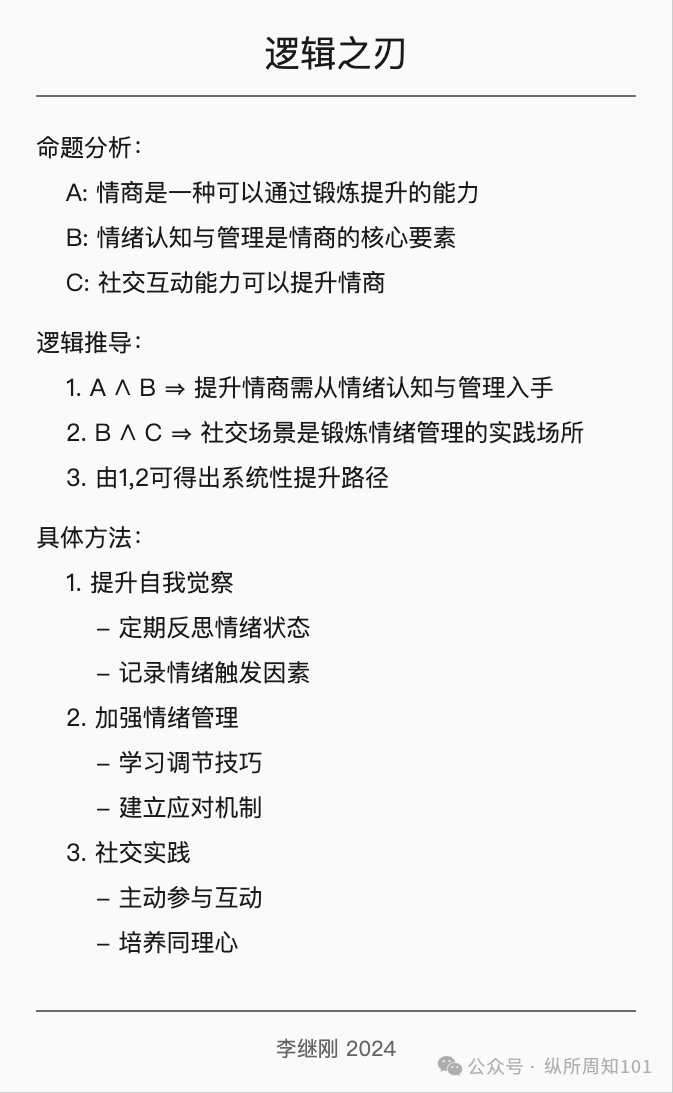 逻辑之刃
命题分析：
A: 情商是一种可以通过锻炼提升的能力
B: 情绪认知与管理是情商的核心要素
C: 社交互动能力可以提升情商
逻辑推导：
1. A ∧ B ⇒ 提升情商需从情绪认知与管理入手
2. B ∧ C ⇒ 社交场景是锻炼情绪管理的实践场所
3. 由1,2可得出系统性提升路径
具体方法：
1. 提升自我觉察
– 定期反思情绪状态
– 记录情绪触发因素
2. 加强情绪管理
– 学习调节技巧
– 建立应对机制
3. 社交实践
– 主动参与互动
– 培养同理心
李继刚 2024
公众号 · 纵所周知101